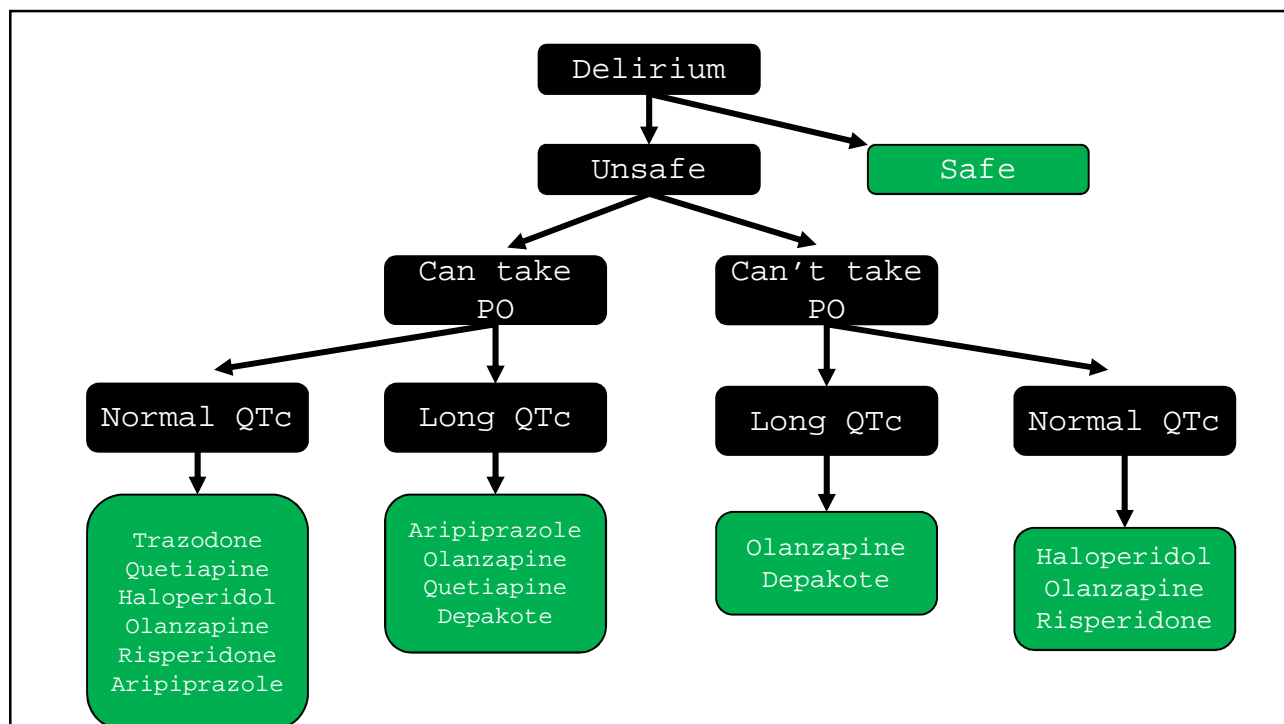 Delirium
Unsafe
Safe
Can take
PO
Can’t take
PO
Normal QTc
Long QTc
Long QTc
Normal QTc
Trazodone
Quetiapine
Haloperidol
Olanzapine
Risperidone
Aripiprazole
Aripiprazole
Olanzapine
Quetiapine
Depakote
Olanzapine
Depakote
Haloperidol
Olanzapine
Risperidone